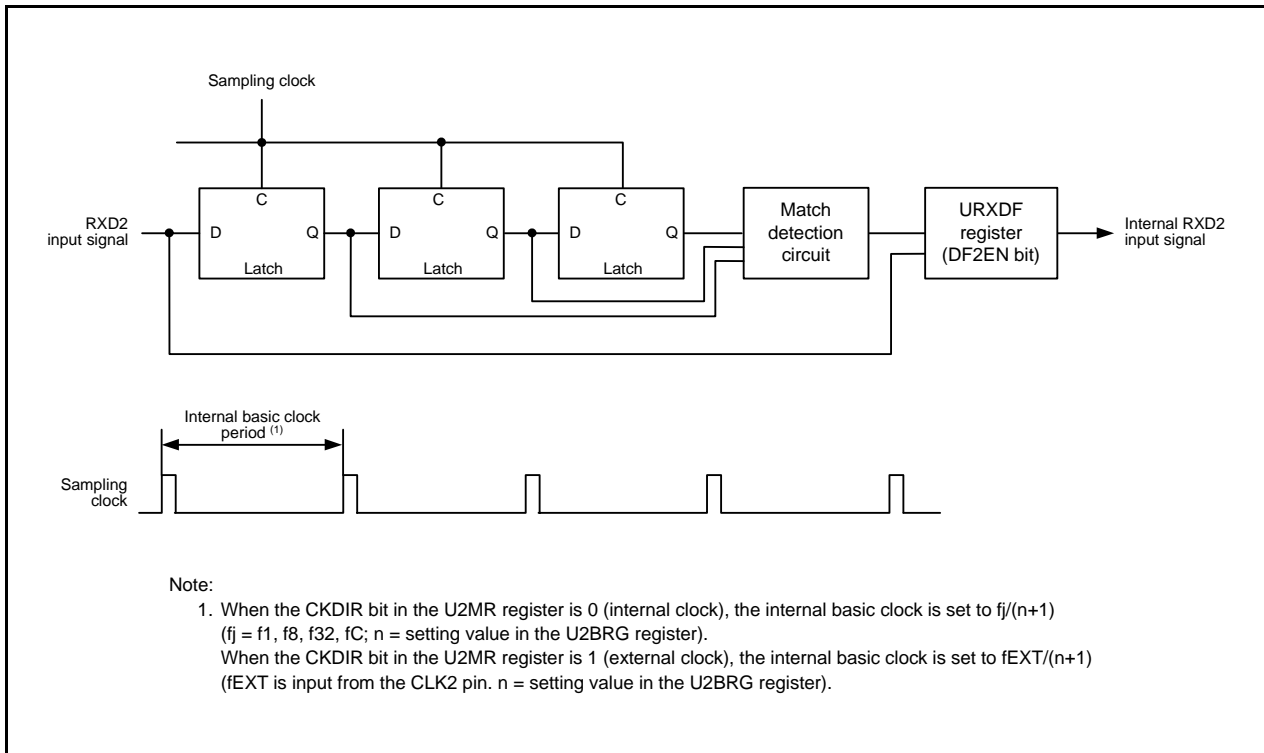 Sampling clock
RXD2
input signal
C
D
Q
Latch
C
D
Q
Latch
C
D
Q
Latch
Match
detection
circuit
URXDF
register
(DF2EN bit)
Internal RXD2
input signal
Internal basic clock
period (1)
Sampling
clock
Note:
1. When the CKDIR bit in the U2MR register is 0 (internal clock), the internal basic clock is set to fj/(n+1)
(fj = f1, f8, f32, fC; n = setting value in the U2BRG register).
When the CKDIR bit in the U2MR register is 1 (external clock), the internal basic clock is set to fEXT/(n+1)
(fEXT is input from the CLK2 pin. n = setting value in the U2BRG register).